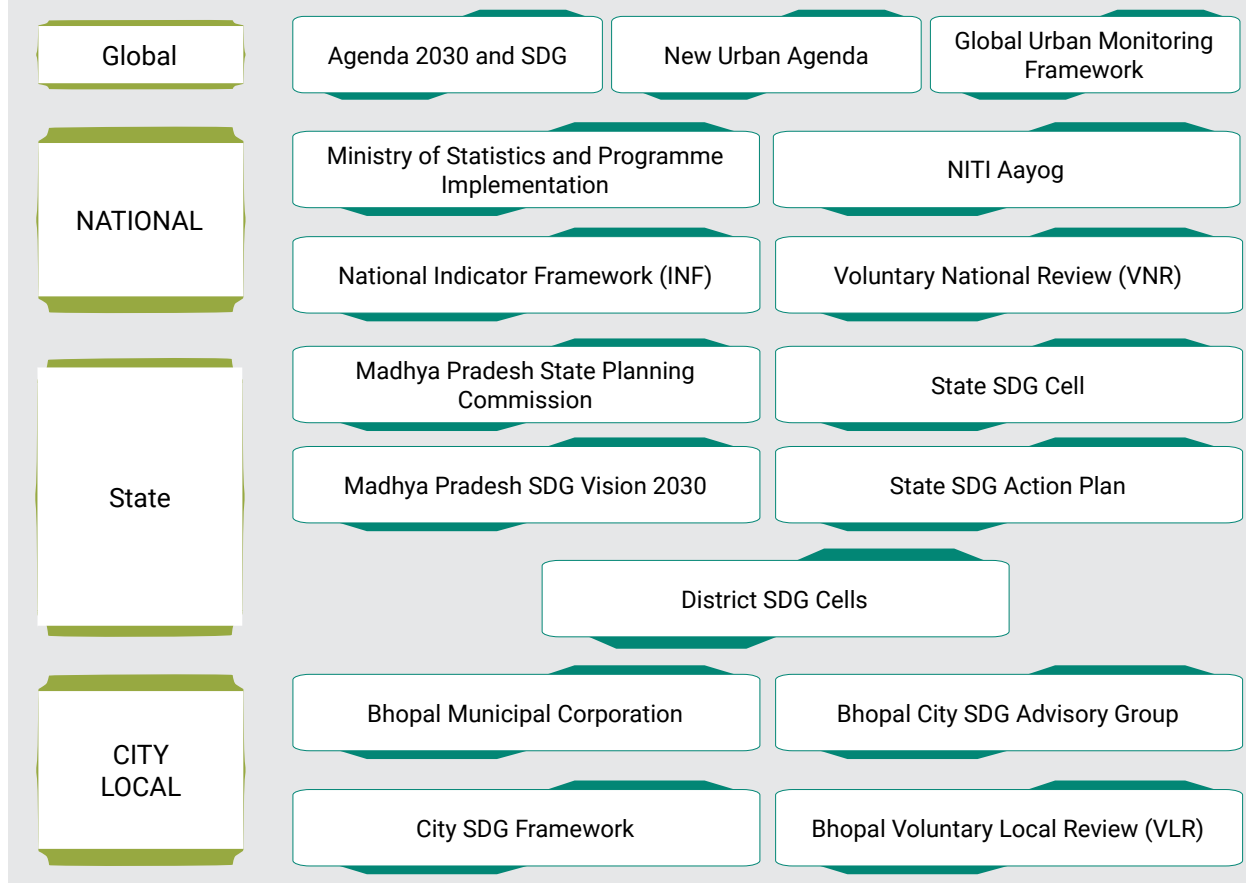 Global
Agenda 2030 and SDG
New Urban Agenda
Global Urban Monitoring
Framework
NATIONAL
Ministry of Statistics and Programme
Implementation
NITI Aayog
National Indicator Framework (INF)
Voluntary National Review (VNR)
State
Madhya Pradesh State Planning
Commission
State SDG Cell
Madhya Pradesh SDG Vision 2030
State SDG Action Plan
District SDG Cells
CITY
LOCAL
Bhopal Municipal Corporation
Bhopal City SDG Advisory Group
City SDG Framework
Bhopal Voluntary Local Review (VLR)